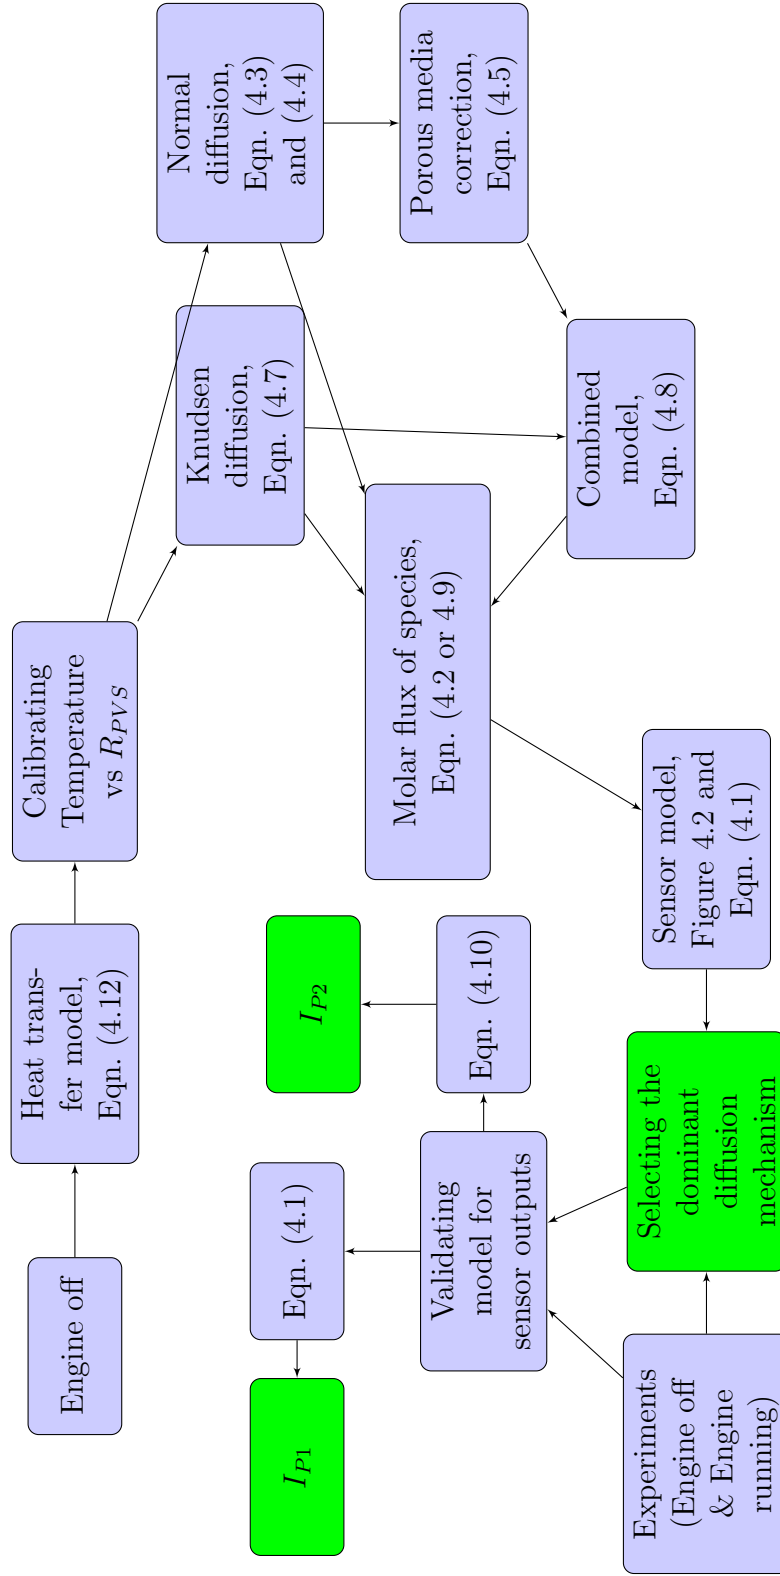 Engine off
Heat trans-
fer model,
Eqn. (4.12)
Calibrating
Temperature
vs R_PVS
Knudsen
diffusion,
Eqn. (4.7)
Normal
diffusion,
Eqn. (4.3)
and (4.4)
Porous media
correction,
Eqn. (4.5)
Combined
model,
Eqn. (4.8)
Molar flux of species,
Eqn. (4.2 or 4.9)
Sensor model,
Figure 4.2 and
Eqn. (4.1)
Selecting the
dominant
diffusion
mechanism
Experiments
(Engine off
& Engine
running)
Validating
model for
sensor outputs
Eqn. (4.1)
I_P1
Eqn. (4.10)
I_P2